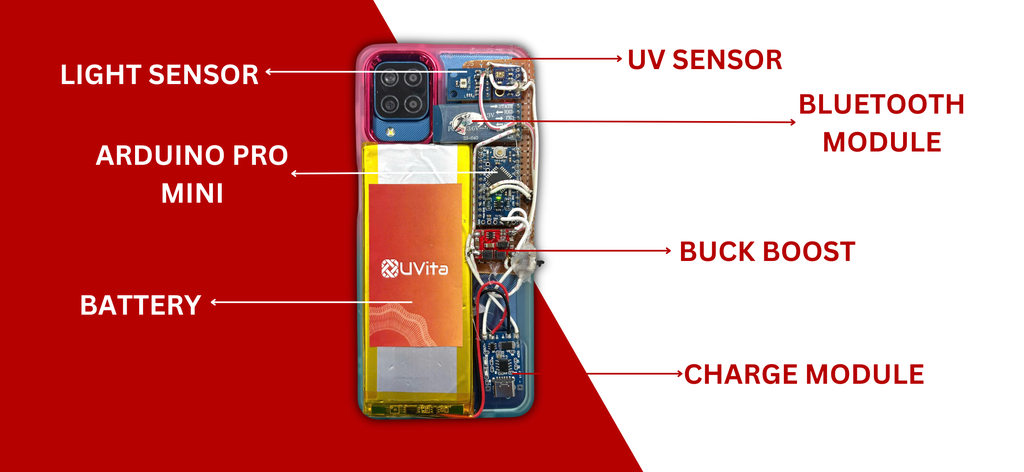 LIGHT SENSOR
UV SENSOR
BLUETOOTH
MODULE
ARDUINO PRO
MINI
BUCK BOOST
UVita
BATTERY
CHARGE MODULE